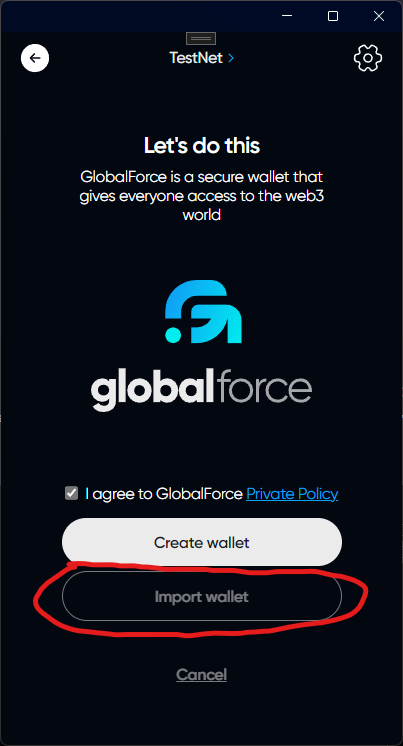 TestNet
Let's do this
GlobalForce is a secure wallet that
gives everyone access to the web3
world
globalforce
I agree to GlobalForce Private Policy
Create wallet
Import wallet
Cancel